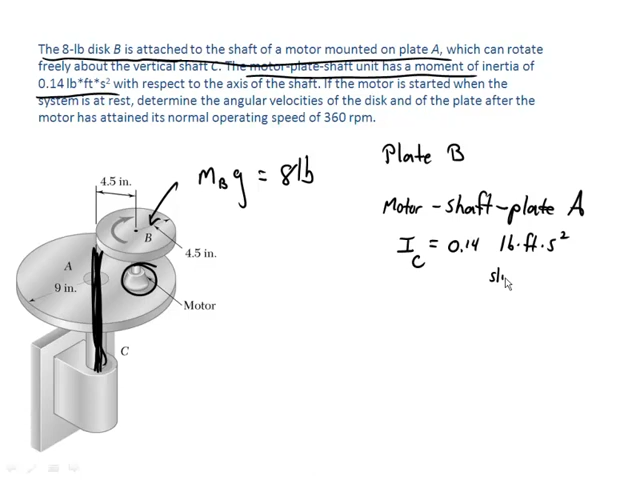 The 8-lb disk B is attached to the shaft of a motor mounted on plate A, which can rotate
freely about the vertical shaft C. The motor-plate-shaft unit has a moment of inertia of
0.14 lb*ft*s² with respect to the axis of the shaft. If the motor is started when the
system is at rest, determine the angular velocities of the disk and of the plate after the
motor has attained its normal operating speed of 360 rpm.
Plate B
4.5 in.
M_B g = 8 lb
Motor - shaft - plate A
B
I_C = 0.14 lb·ft·s²
4.5 in.
A
9 in.
Motor
C